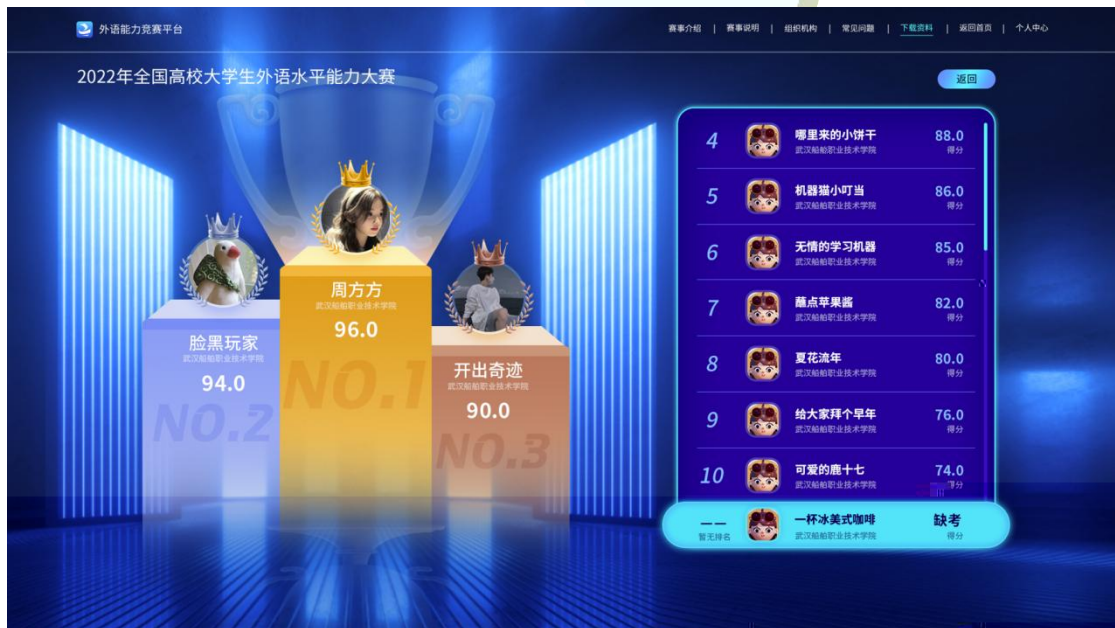 外语能力竞赛平台
赛事介绍 | 赛事说明 | 组织机构 | 常见问题 | 下载资料 | 返回首页 | 个人中心
2022年全国高校大学生外语水平能力大赛
返回
周方方
武汉船舶职业技术学院
96.0
NO.1
脸黑玩家
武汉船舶职业技术学院
94.0
NO.2
开出奇迹
武汉船舶职业技术学院
90.0
NO.3
4 哪里来的小饼干 88.0
武汉船舶职业技术学院 得分
5 机器猫小叮当 86.0
武汉船舶职业技术学院 得分
6 无情的学习机器 85.0
武汉船舶职业技术学院 得分
7 蘸点苹果酱 82.0
武汉船舶职业技术学院 得分
8 夏花流年 80.0
武汉船舶职业技术学院 得分
9 给大家拜个早年 76.0
武汉船舶职业技术学院 得分
10 可爱的鹿十七 74.0
武汉船舶职业技术学院 得分
—— 一杯冰美式咖啡 缺考
暂无排名 武汉船舶职业技术学院 得分